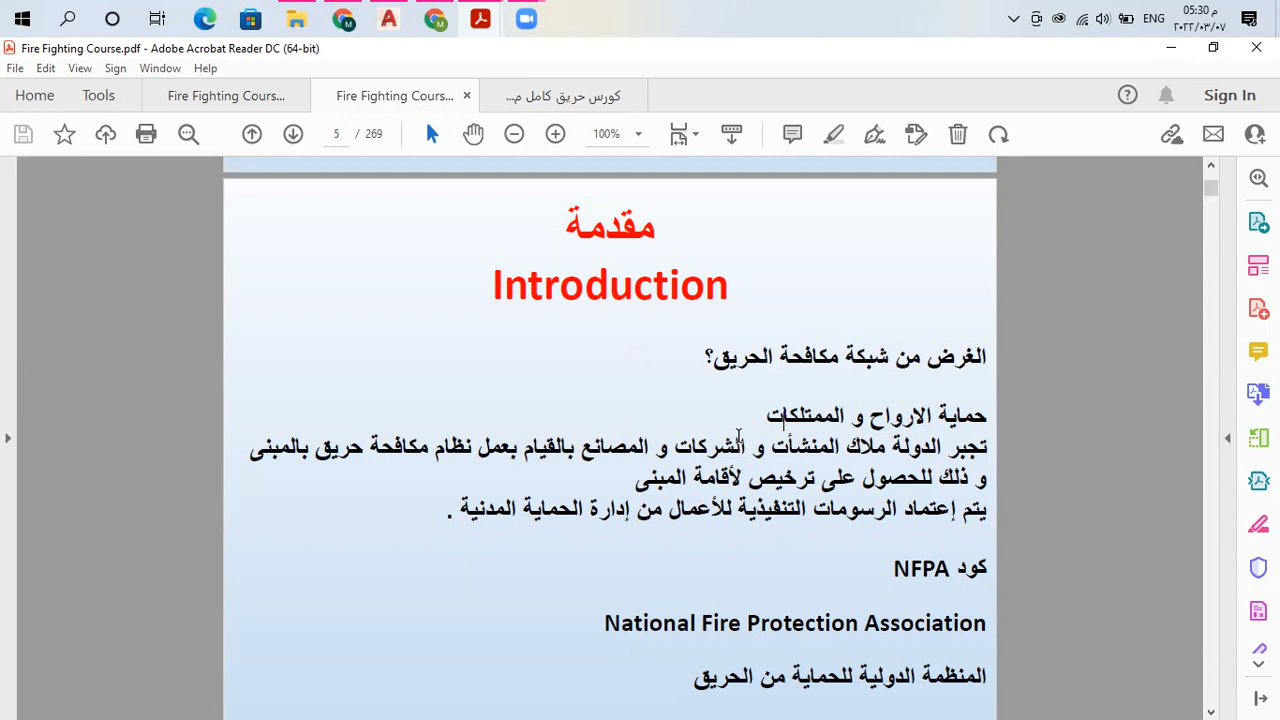 م 05:30
ENG
٢٠٢٢/٠٣/٠٧
Fire Fighting Course.pdf - Adobe Acrobat Reader DC (64-bit)
File Edit View Sign Window Help
Home Tools Fire Fighting Cours... Fire Fighting Cours... كورس حريق كامل م... Sign In
5 / 269 100%
مقدمة
Introduction
الغرض من شبكة مكافحة الحريق؟
حماية الارواح و الممتلكات
تجبر الدولة ملاك المنشأت و الشركات و المصانع بالقيام بعمل نظام مكافحة حريق بالمبنى
و ذلك للحصول على ترخيص لأقامة المبنى
يتم إعتماد الرسومات التنفيذية للأعمال من إدارة الحماية المدنية .
كود NFPA
National Fire Protection Association
المنظمة الدولية للحماية من الحريق